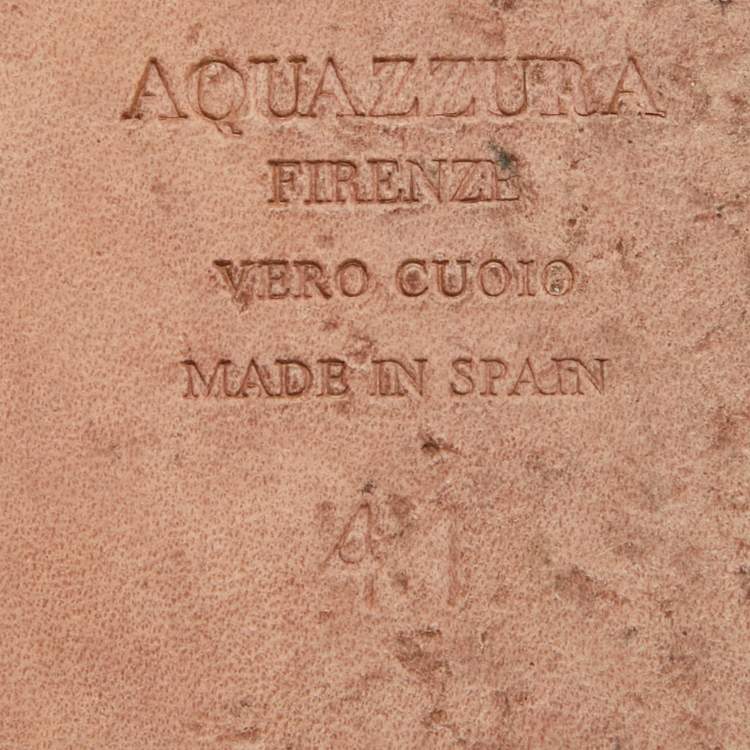 AQUAZZURA
FIRENZE
VERO CUOIO
MADE IN SPAIN
41